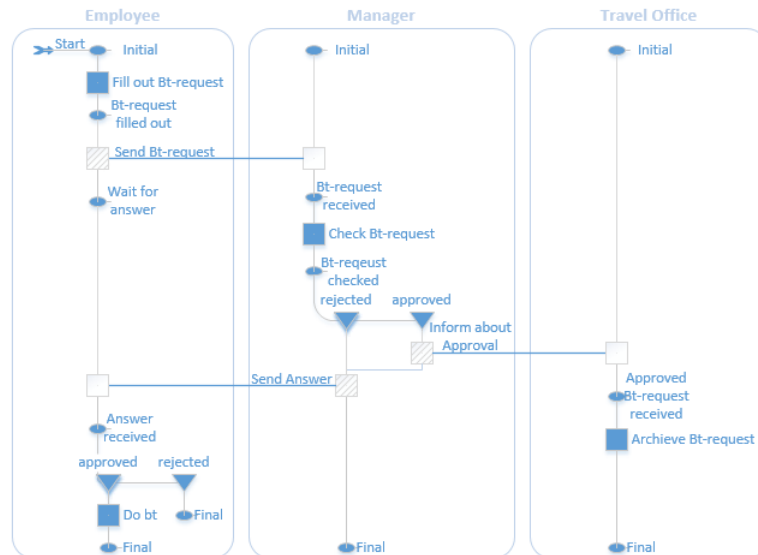 Employee
Manager
Travel Office
Start
Initial
Initial
Initial
Fill out Bt-request
Bt-request
filled out
Send Bt-request
Wait for
answer
Bt-request
received
Check Bt-request
Bt-reqeust
checked
rejected
approved
Inform about
Approval
Send Answer
Approved
Bt-request
received
Answer
received
Archieve Bt-request
approved
rejected
Do bt
Final
Final
Final
Final